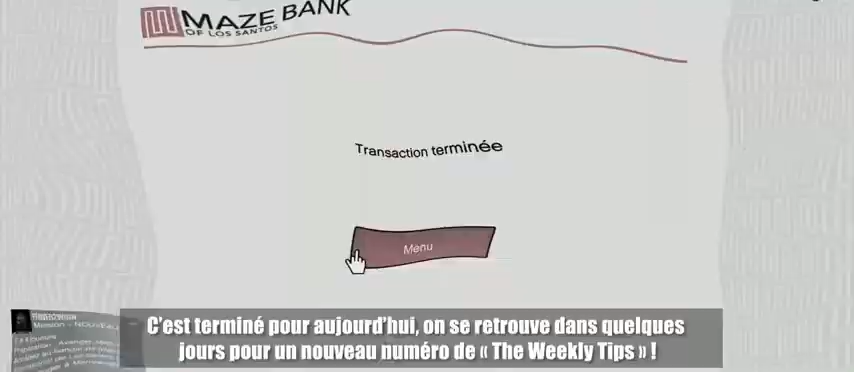 MAZE BANK
OF LOS SANTOS
Transaction terminée
Menu
C'est terminé pour aujourd'hui, on se retrouve dans quelques
jours pour un nouveau numéro de « The Weekly Tips » !